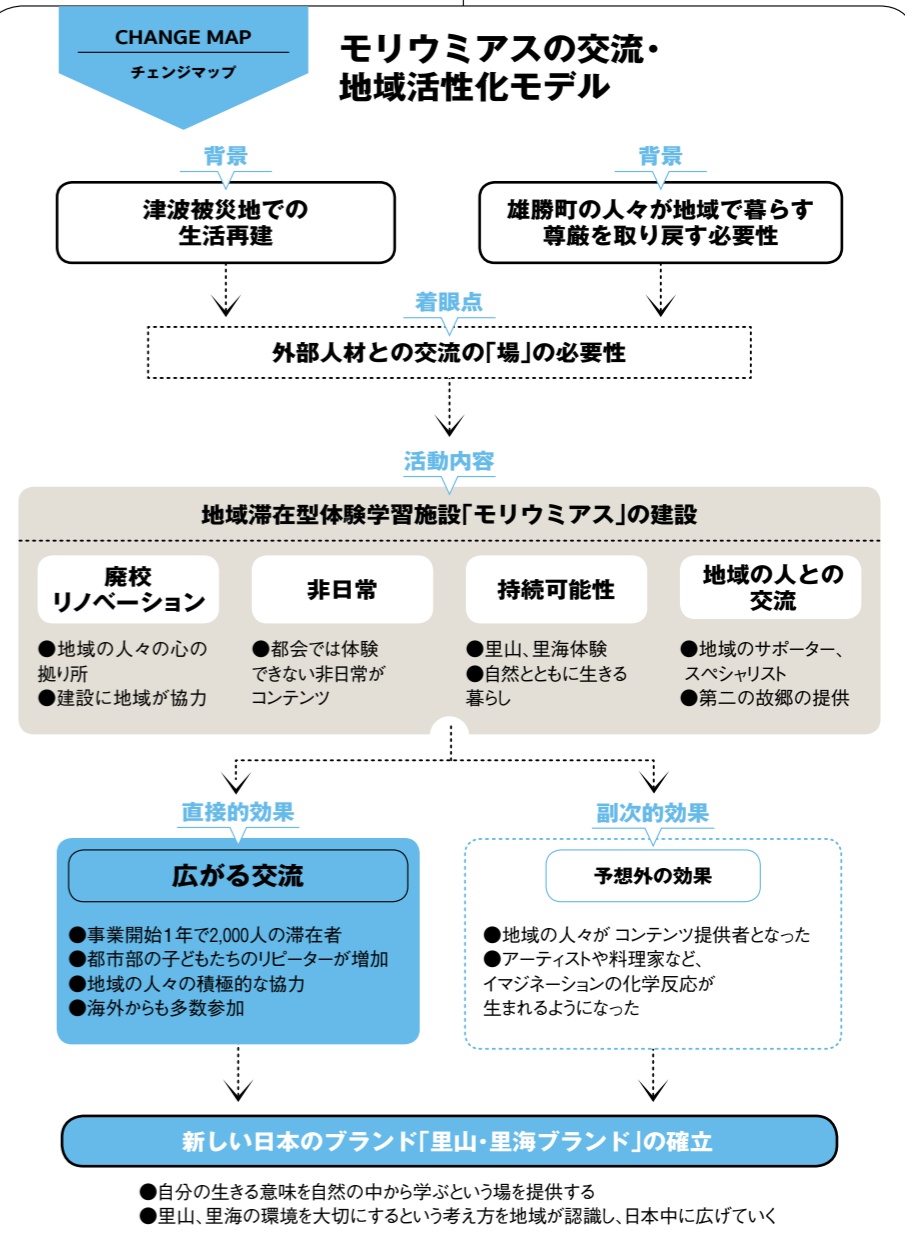 CHANGE MAP
チェンジマップ
モリウミアスの交流・
地域活性化モデル
背景
津波被災地での
生活再建
背景
雄勝町の人々が地域で暮らす
尊厳を取り戻す必要性
着眼点
外部人材との交流の「場」の必要性
活動内容
地域滞在型体験学習施設「モリウミアス」の建設
廃校
リノベーション
●地域の人々の心の
拠り所
●建設に地域が協力
非日常
●都会では体験
できない非日常が
コンテンツ
持続可能性
●里山、里海体験
●自然とともに生きる
暮らし
地域の人との
交流
●地域のサポーター、
スペシャリスト
●第二の故郷の提供
直接的効果
広がる交流
●事業開始1年で2,000人の滞在者
●都市部の子どもたちのリピーターが増加
●地域の人々の積極的な協力
●海外からも多数参加
副次的効果
予想外の効果
●地域の人々が コンテンツ提供者となった
●アーティストや料理家など、
イマジネーションの化学反応が
生まれるようになった
新しい日本のブランド「里山・里海ブランド」の確立
●自分の生きる意味を自然の中から学ぶという場を提供する
●里山、里海の環境を大切にするという考え方を地域が認識し、日本中に広げていく